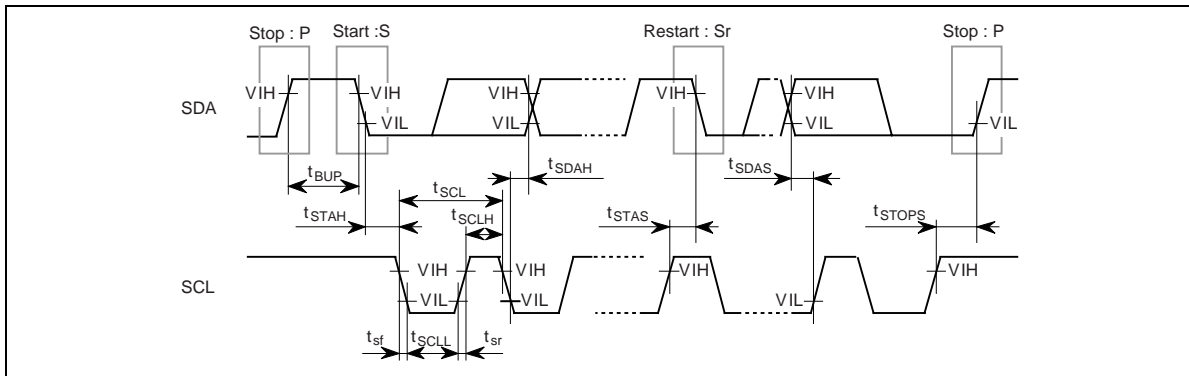 Stop : P Start :S Restart : Sr Stop : P
VIH VIH VIH VIH VIH
SDA
VIL VIL VIL VIL
tBUP tSDAH tSDAS
tSCL
tSTAH tSCLH tSTAS tSTOPS
VIH VIH VIH VIH
SCL
VIL VIL VIL
tsf tSCLL tsr